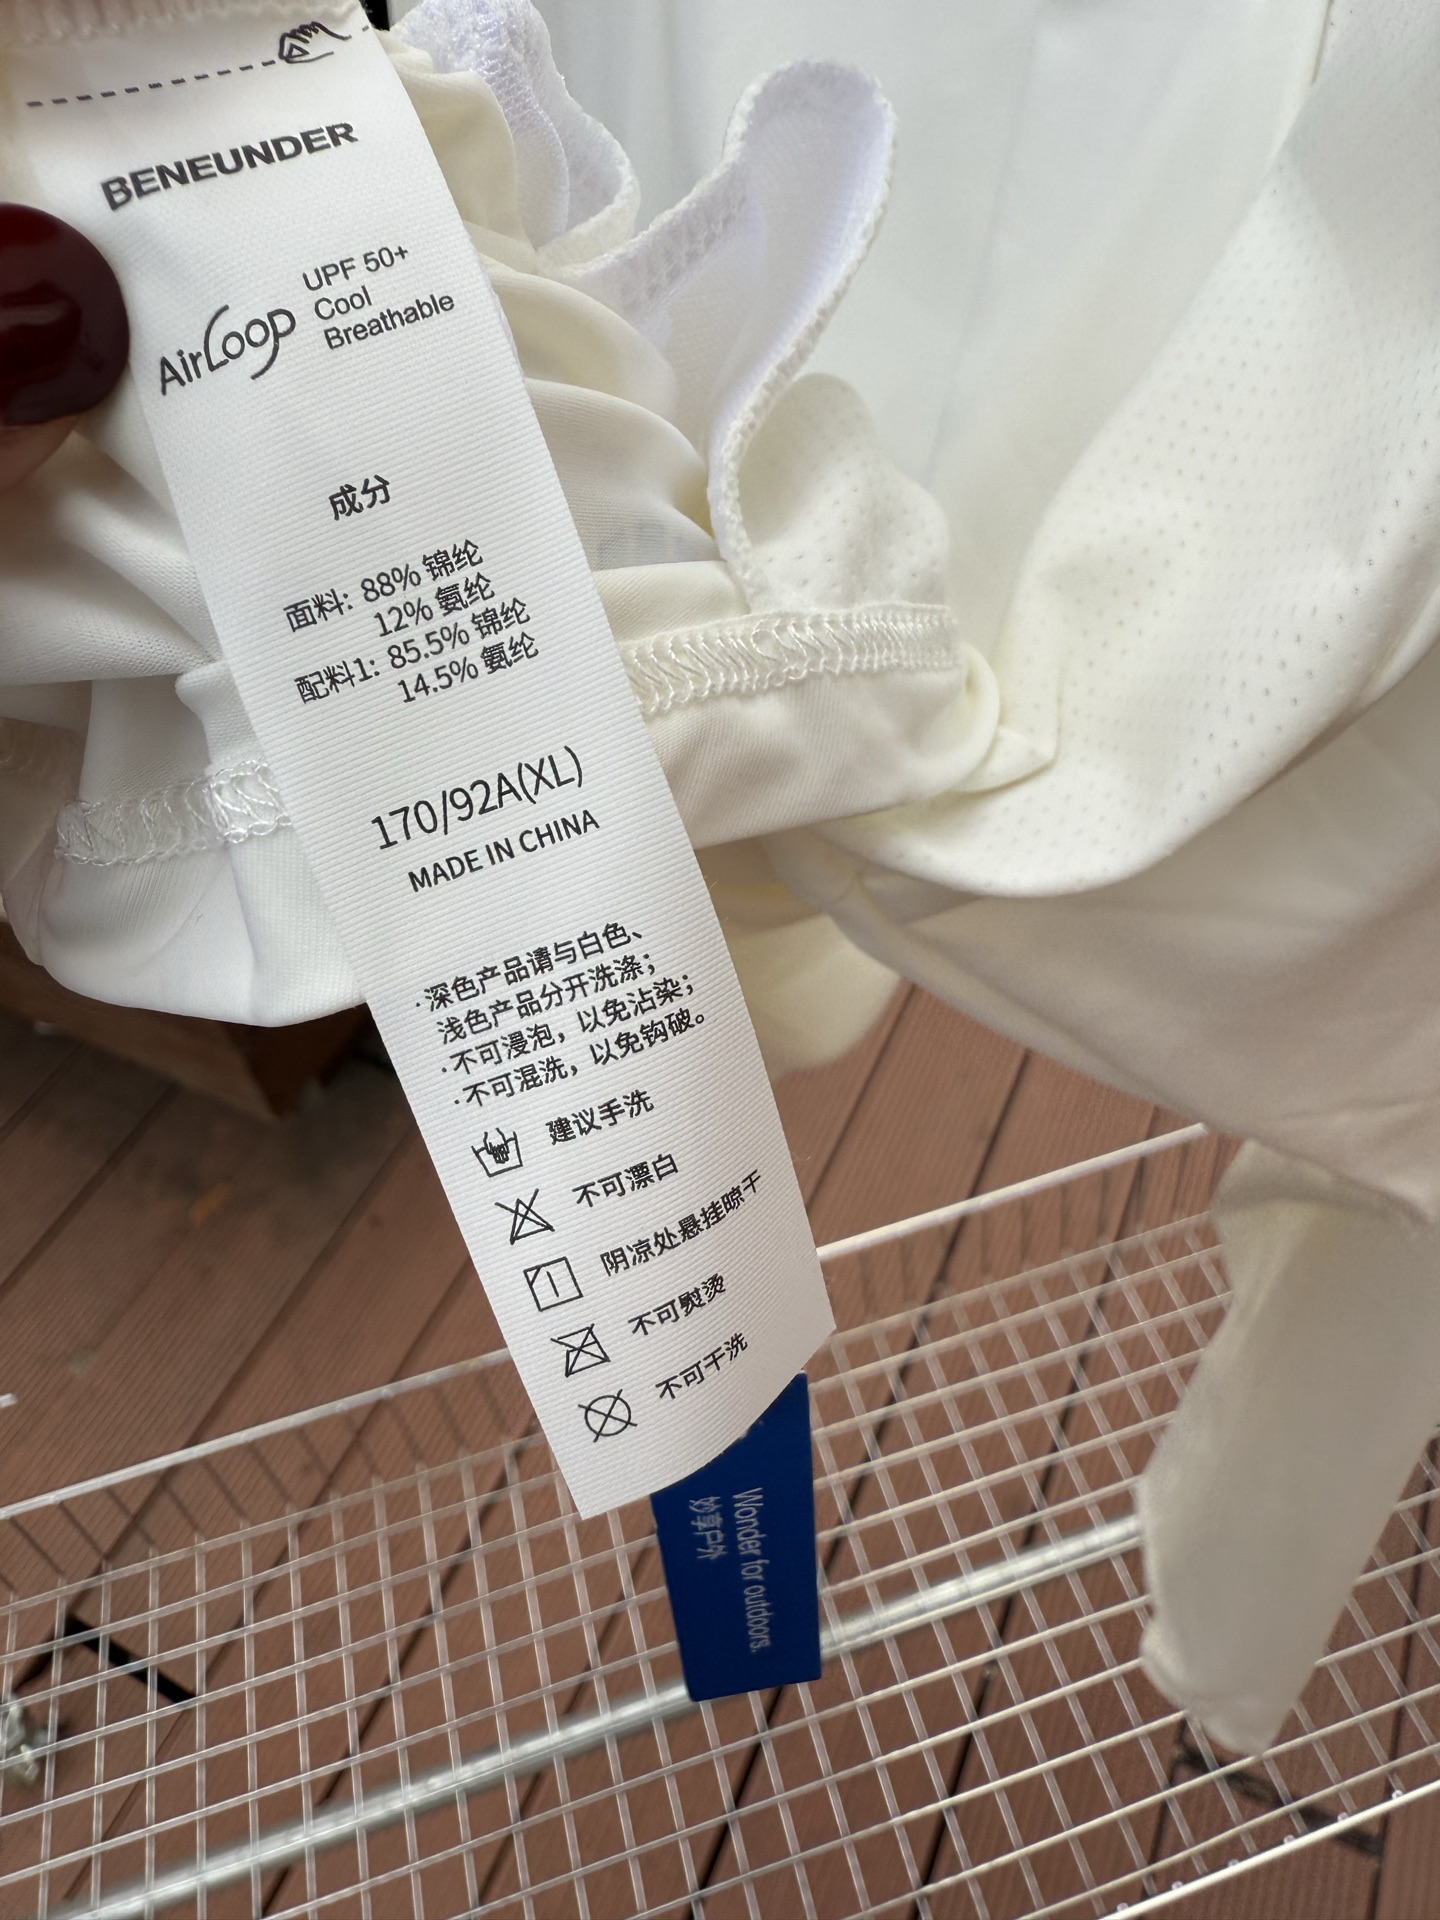 BENEUNDER
AirLoop
UPF 50+
Cool
Breathable
成分
面料: 88% 锦纶
12% 氨纶
配料1: 85.5% 锦纶
14.5% 氨纶
170/92A(XL)
MADE IN CHINA
·深色产品请与白色、
浅色产品分开洗涤；
·不可浸泡，以免沾染；
·不可混洗，以免钩破。
建议手洗
不可漂白
阴凉处悬挂晾干
不可熨烫
不可干洗
Wonder for outdoors.
妙享户外